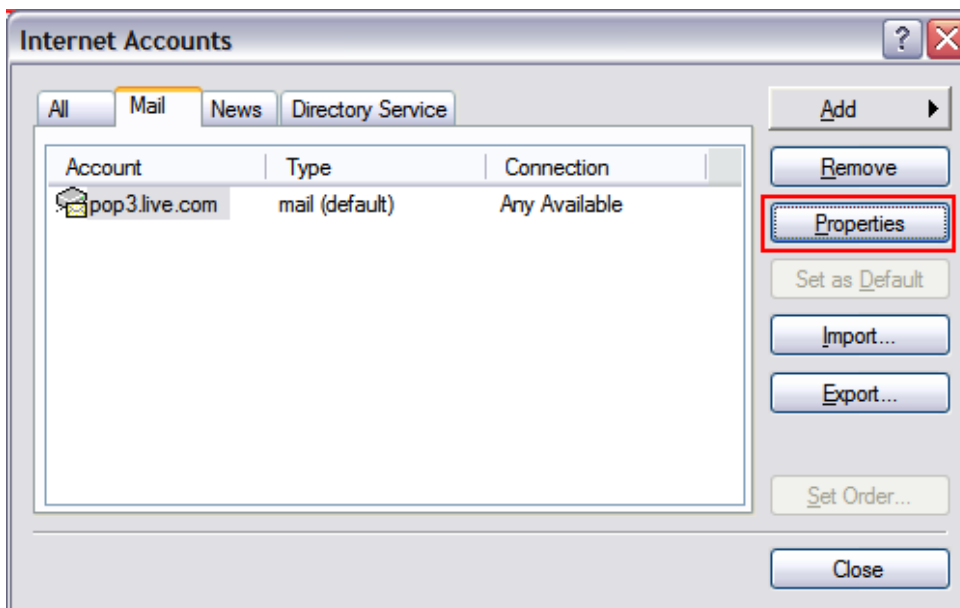 Internet Accounts
?
All Mail News Directory Service
Add
Account Type Connection
Remove
pop3.live.com mail (default) Any Available
Properties
Set as Default
Import...
Export...
Set Order...
Close